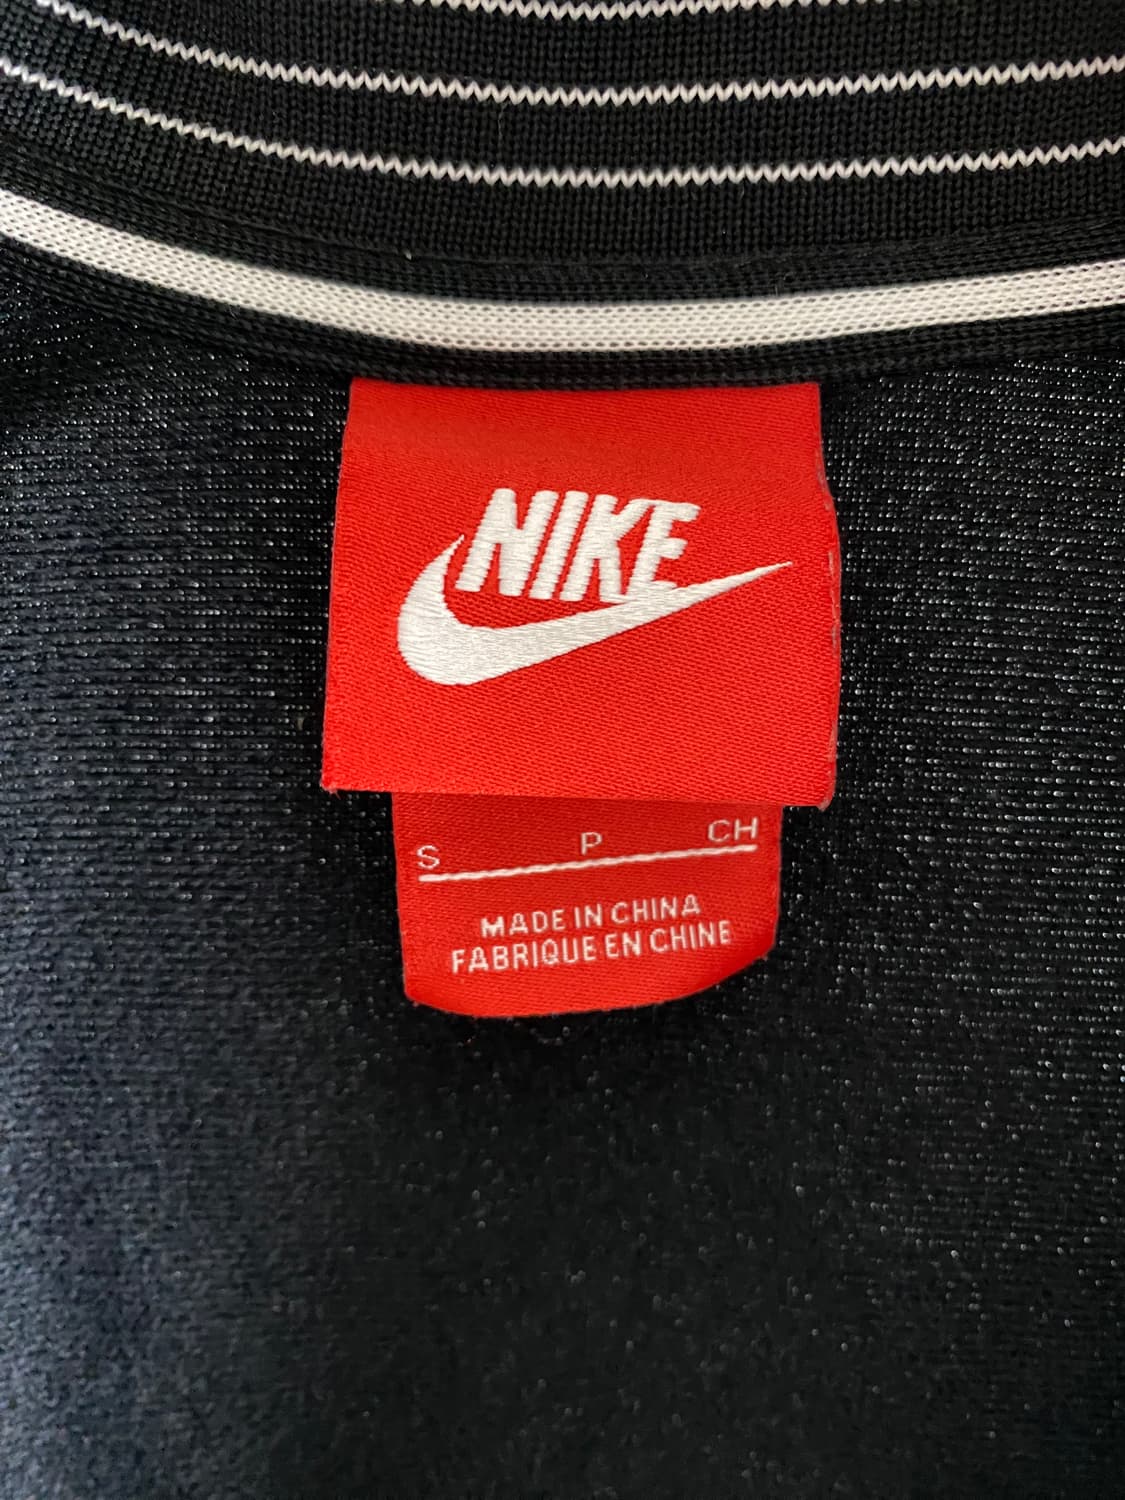 NIKE
S P CH
MADE IN CHINA
FABRIQUE EN CHINE